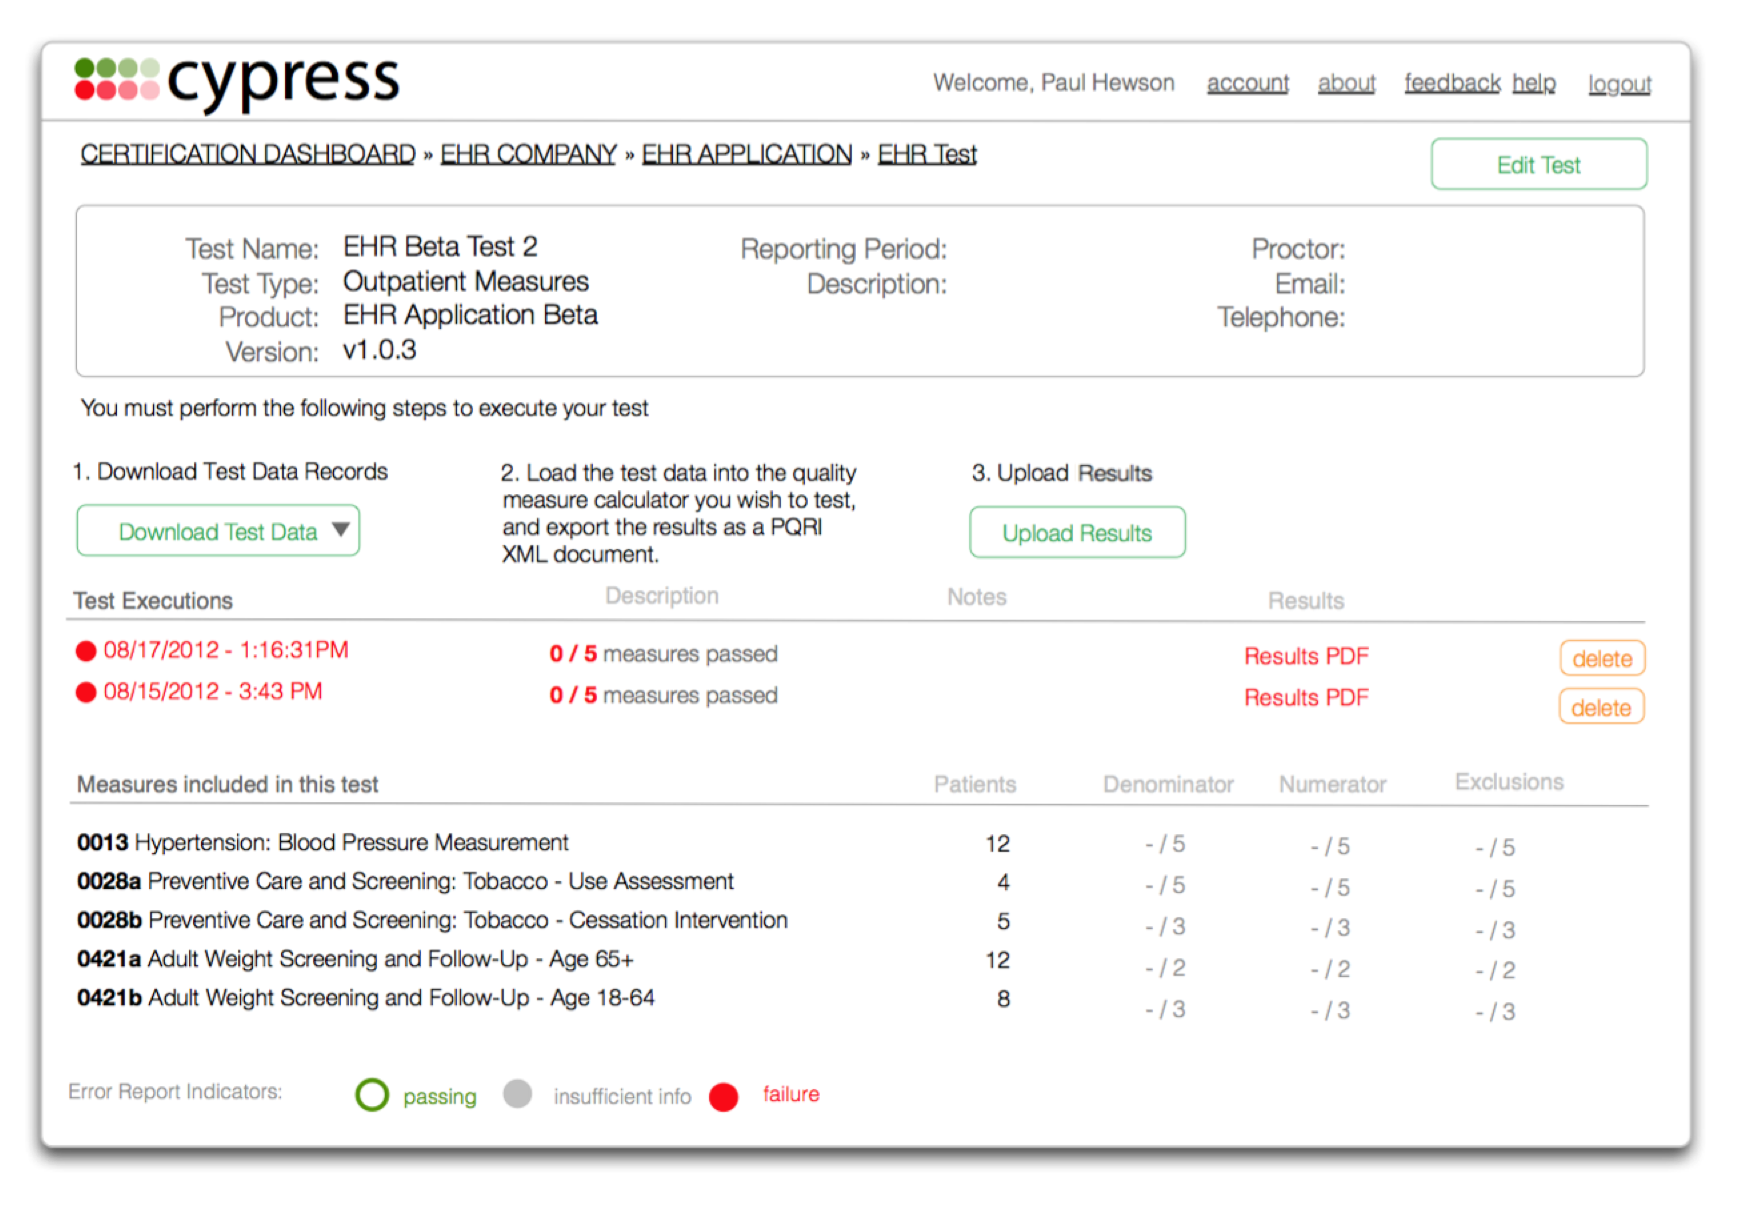 cypress
Welcome, Paul Hewson account about feedback help logout
CERTIFICATION DASHBOARD » EHR COMPANY » EHR APPLICATION » EHR Test
Edit Test
Test Name: EHR Beta Test 2
Test Type: Outpatient Measures
Product: EHR Application Beta
Version: v1.0.3
Reporting Period:
Description:
Proctor:
Email:
Telephone:
You must perform the following steps to execute your test
1. Download Test Data Records
Download Test Data
2. Load the test data into the quality
measure calculator you wish to test,
and export the results as a PQRI
XML document.
3. Upload Results
Upload Results
Test Executions Description Notes Results
08/17/2012 - 1:16:31PM 0 / 5 measures passed Results PDF delete
08/15/2012 - 3:43 PM 0 / 5 measures passed Results PDF delete
Measures included in this test Patients Denominator Numerator Exclusions
0013 Hypertension: Blood Pressure Measurement 12 - / 5 - / 5 - / 5
0028a Preventive Care and Screening: Tobacco - Use Assessment 4 - / 5 - / 5 - / 5
0028b Preventive Care and Screening: Tobacco - Cessation Intervention 5 - / 3 - / 3 - / 3
0421a Adult Weight Screening and Follow-Up - Age 65+ 12 - / 2 - / 2 - / 2
0421b Adult Weight Screening and Follow-Up - Age 18-64 8 - / 3 - / 3 - / 3
Error Report Indicators: passing insufficient info failure